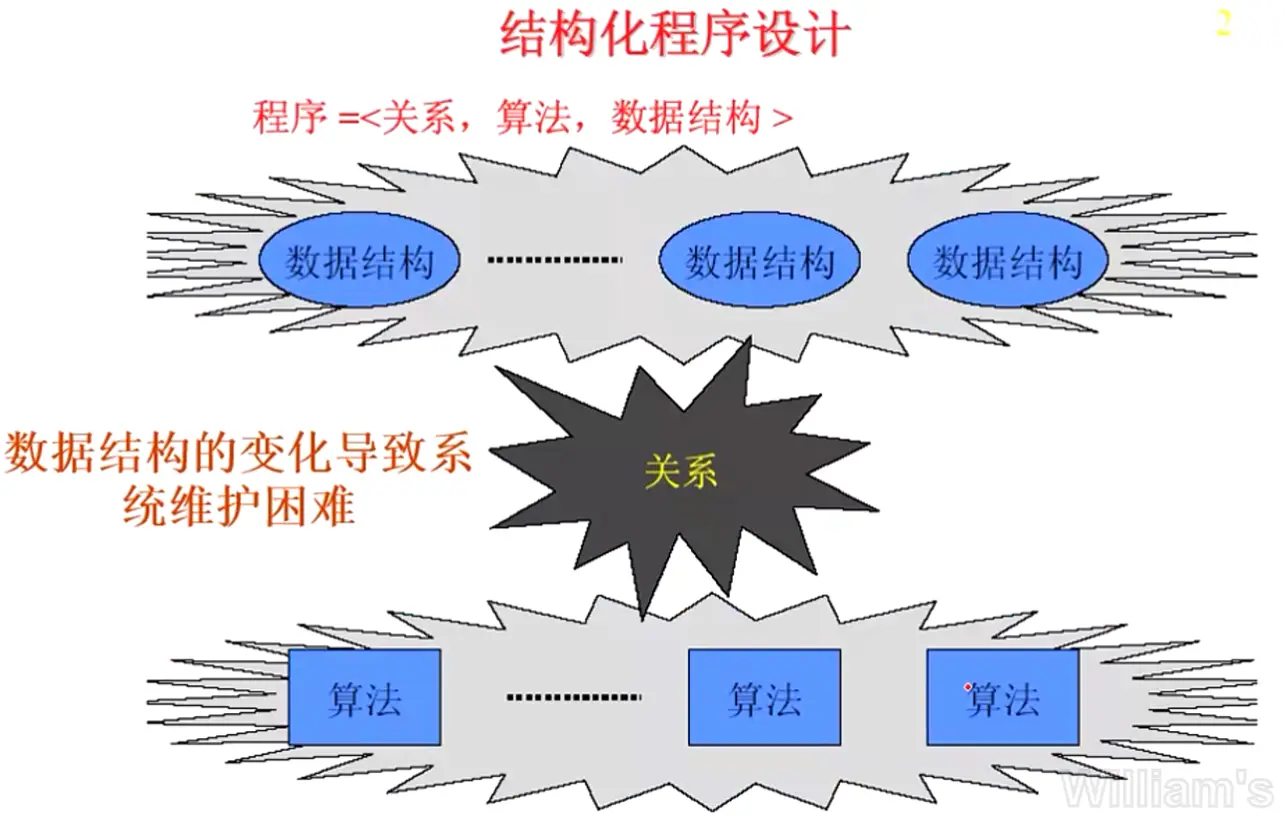 结构化程序设计
2
程序 =<关系，算法，数据结构 >
数据结构
数据结构
数据结构
数据结构的变化导致系
统维护困难
关系
算法
算法
算法
William's